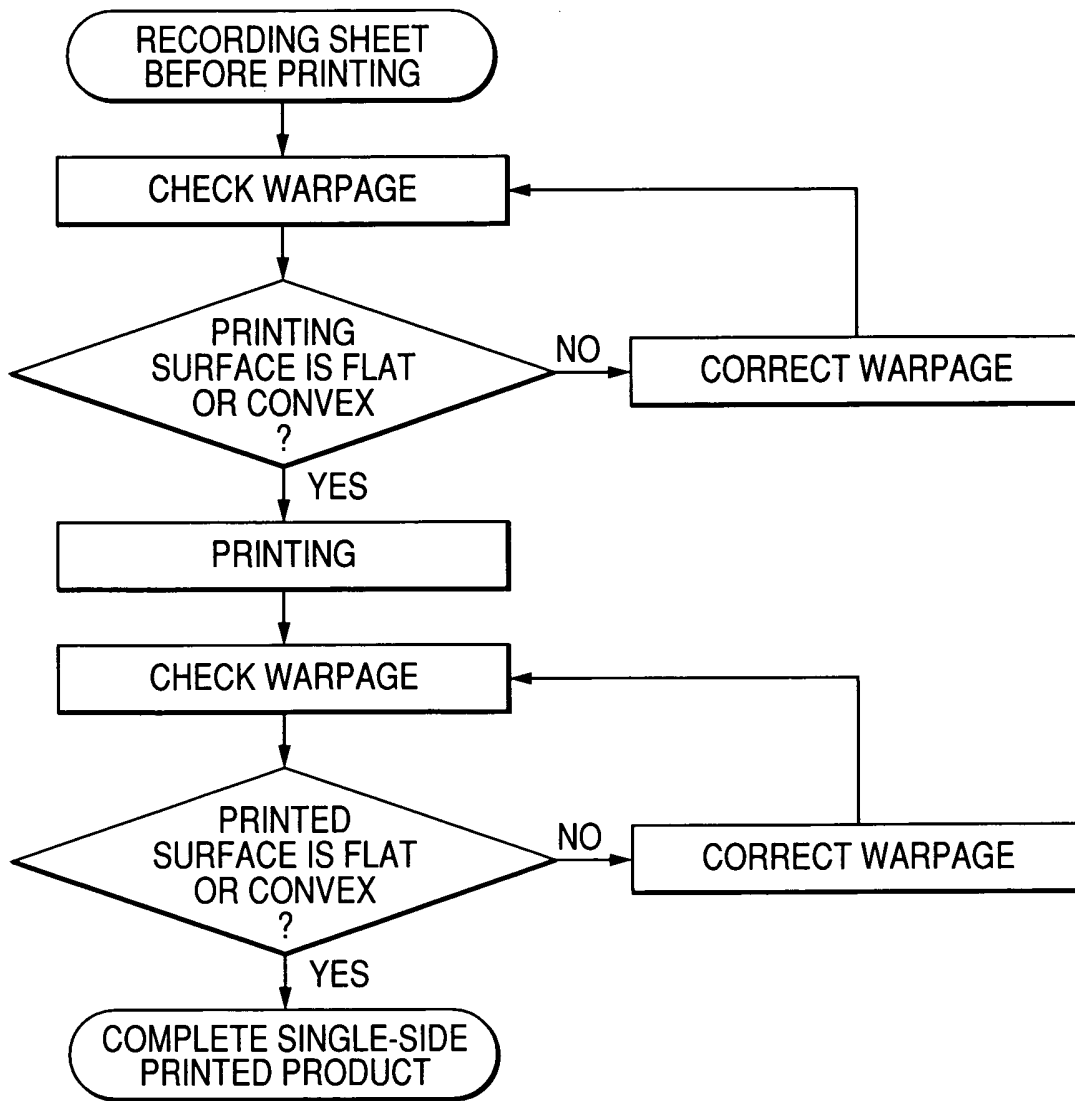 RECORDING SHEET
BEFORE PRINTING
CHECK WARPAGE
PRINTING
SURFACE IS FLAT
OR CONVEX
?
NO
CORRECT WARPAGE
YES
PRINTING
CHECK WARPAGE
PRINTED
SURFACE IS FLAT
OR CONVEX
?
NO
CORRECT WARPAGE
YES
COMPLETE SINGLE-SIDE
PRINTED PRODUCT